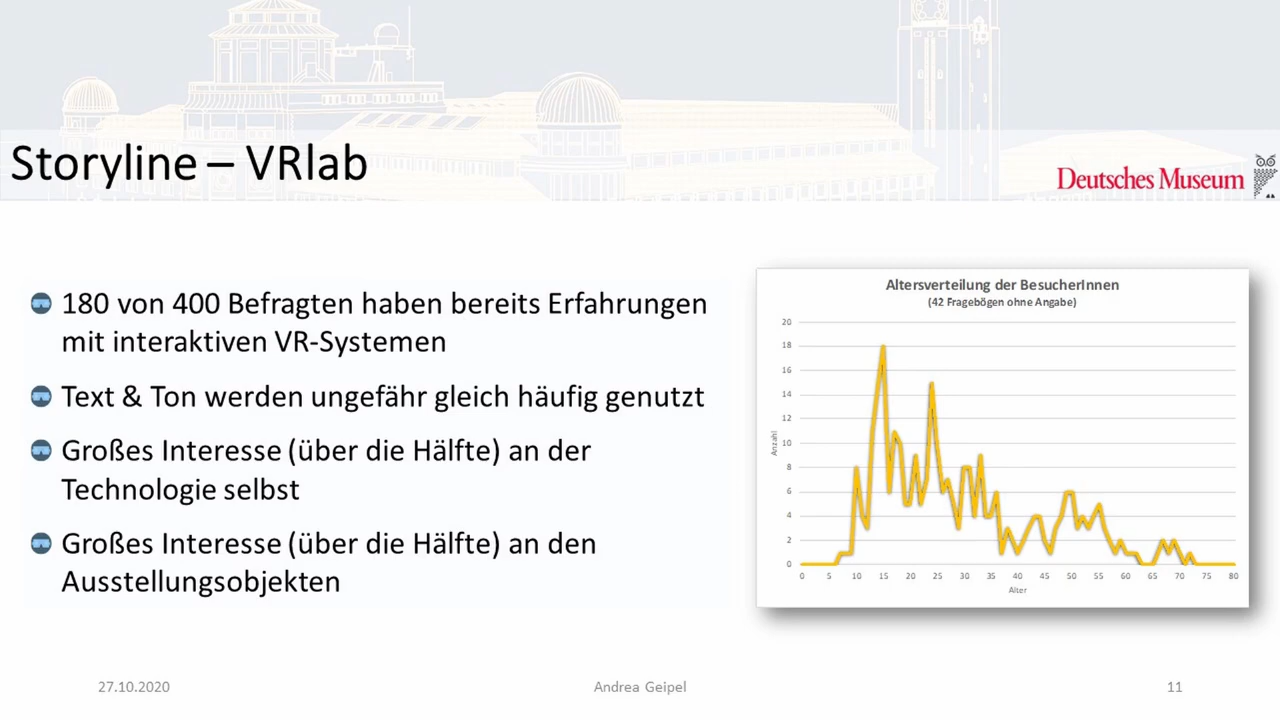 Storyline – VRlab
Deutsches Museum
180 von 400 Befragten haben bereits Erfahrungen
mit interaktiven VR-Systemen
Text & Ton werden ungefähr gleich häufig genutzt
Großes Interesse (über die Hälfte) an der
Technologie selbst
Großes Interesse (über die Hälfte) an den
Ausstellungsobjekten
Altersverteilung der BesucherInnen
(42 Fragebögen ohne Angabe)
20
18
16
14
12
10
8
6
4
2
0
Anzahl
0 5 10 15 20 25 30 35 40 45 50 55 60 65 70 75 80
Alter
27.10.2020
Andrea Geipel
11